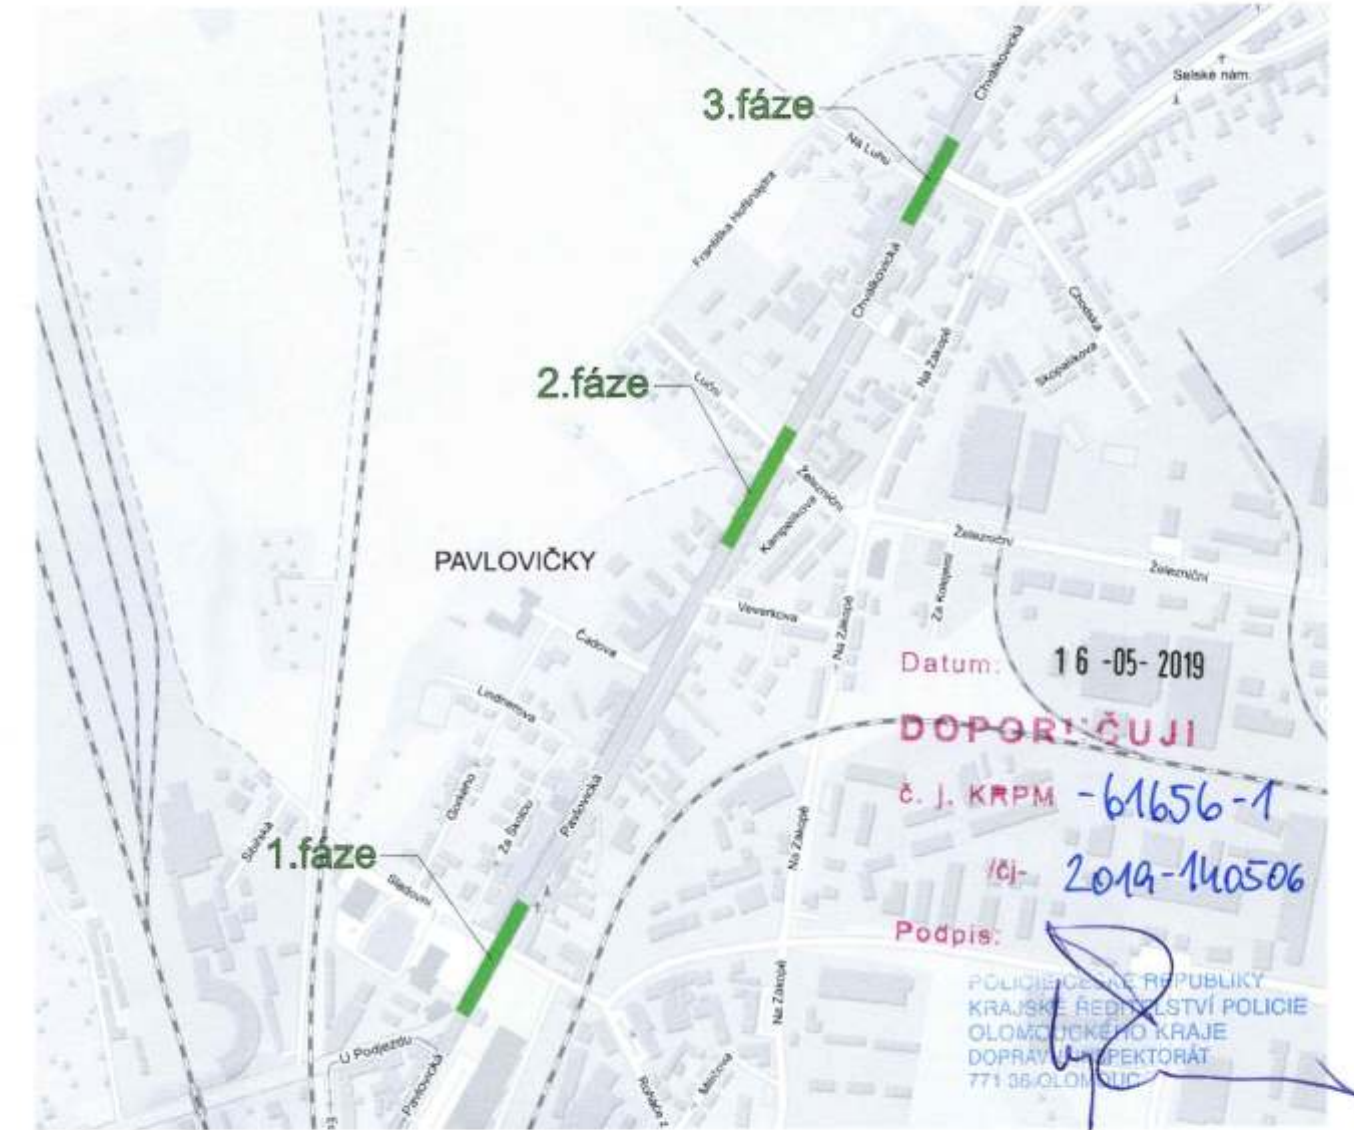 Chválkovická
Selské nám.
3.fáze
Na Luhu
Františka Hoffnajstra
Chválkovická
Chodská
Na Zákopě
Skopalíkova
2.fáze
Luční
Železniční
Kampelíkova
Železniční
Železniční
PAVLOVIČKY
Za Kolejemi
Veverkova
Na Zákopě
Čadova
Lindnerova
Datum: 16 -05- 2019
DOPORUČUJI
č. j. KRPM -61656-1
/čj- 2019-140506
Podpis:
Gorkého
Za Školou
Pavlovická
Na Zákopě
1.fáze
Sladovní
Na Zákopě
POLICIE ČESKÉ REPUBLIKY
KRAJSKÉ ŘEDITELSTVÍ POLICIE
OLOMOUCKÉHO KRAJE
DOPRAVNÍ INSPEKTORÁT
771 36 OLOMOUC
U Podjezdu
Pavlovická